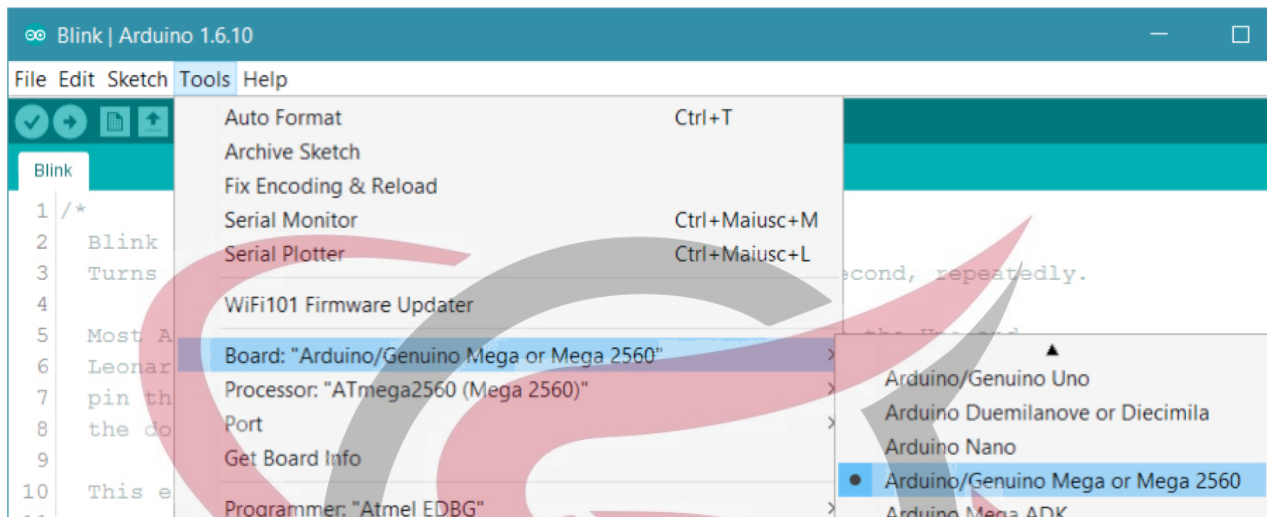 Blink | Arduino 1.6.10
File Edit Sketch Tools Help
Auto Format Ctrl+T
Archive Sketch
Fix Encoding & Reload
Serial Monitor Ctrl+Maiusc+M
Serial Plotter Ctrl+Maiusc+L
WiFi101 Firmware Updater
Board: "Arduino/Genuino Mega or Mega 2560"
Processor: "ATmega2560 (Mega 2560)"
Port
Get Board Info
Programmer: "Atmel EDBG"
Arduino/Genuino Uno
Arduino Duemilanove or Diecimila
Arduino Nano
Arduino/Genuino Mega or Mega 2560
Arduino Mega ADK
Blink
1 /*
2 Blink
3 Turns econd, repeatedly.
4
5 Most A
6 Leonar
7 pin th
8 the do
9
10 This e